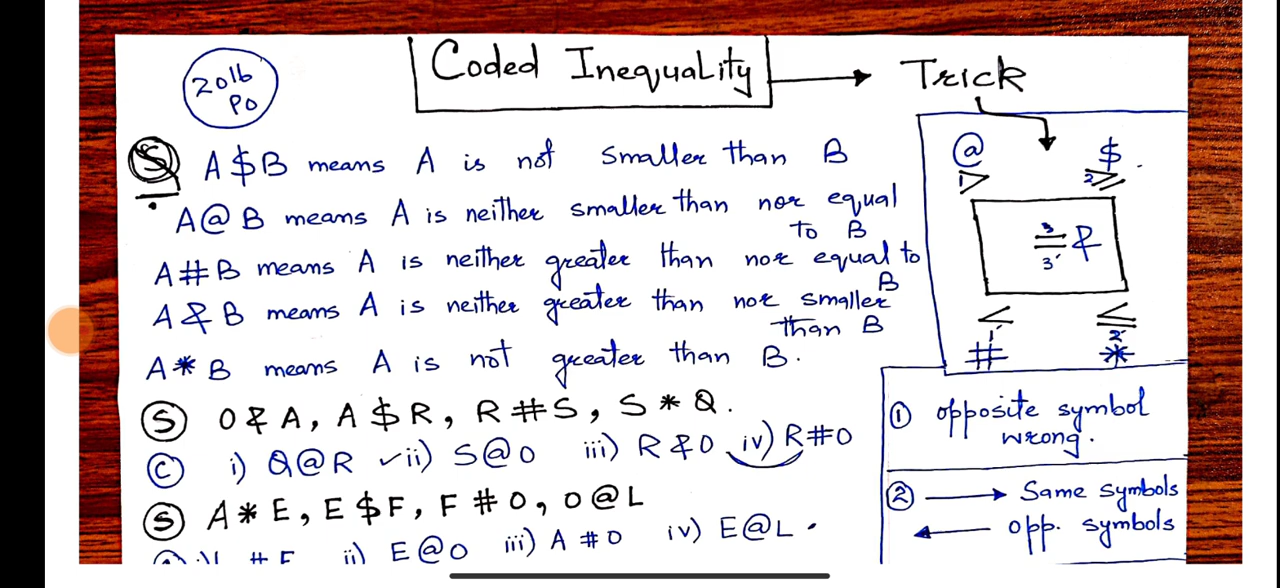 2016
PO
Coded Inequality → Trick
Ⓢ A $ B means A is not smaller than B
A @ B means A is neither smaller than nor equal
to B
A # B means A is neither greater than nor equal to
B
A & B means A is neither greater than nor smaller
than B
A * B means A is not greater than B.
Ⓢ O & A, A $ R, R # S, S * Q.
Ⓒ i) Q @ R ✓ii) S @ O iii) R & O iv) R # O
Ⓢ A * E, E $ F, F # O, O @ L
ii) E @ O iii) A # O iv) E @ L .
@ $
1 > 2 ≥
3 = 3' &
< 1' ≤ 2'
# *
① opposite symbol
wrong.
② → Same symbols
← opp. symbols